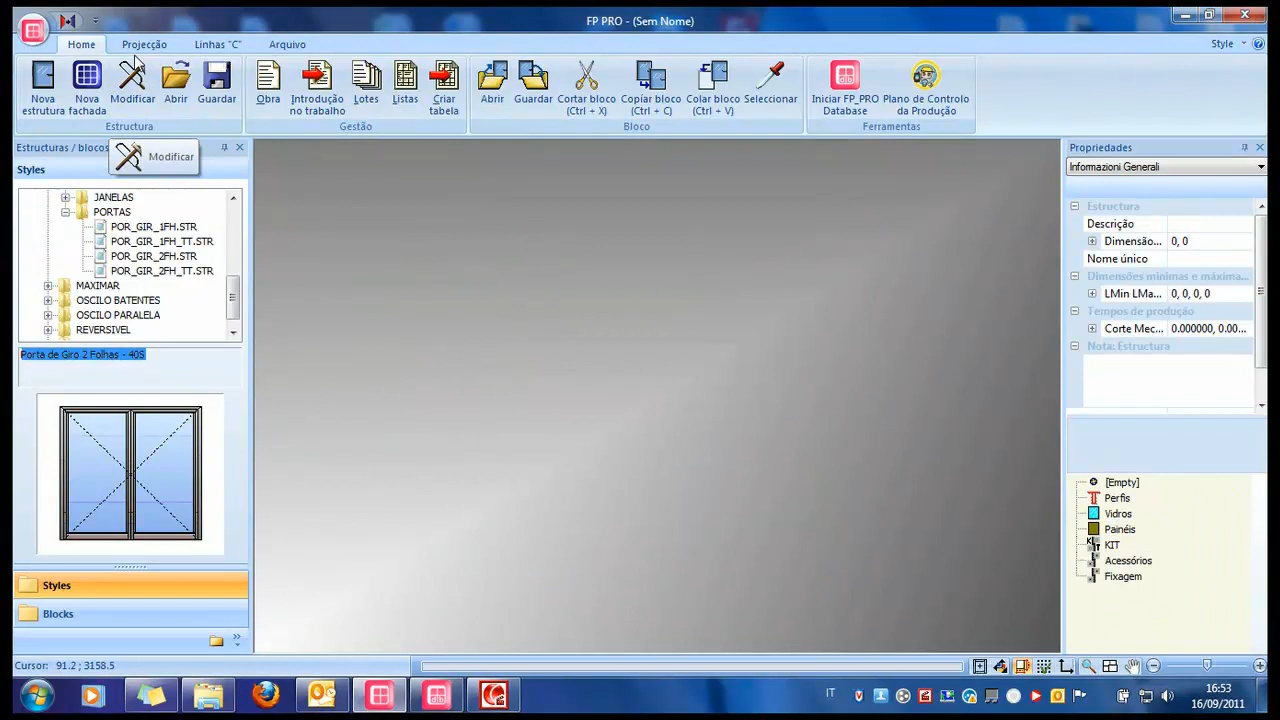 FP PRO - (Sem Nome)
Home
Projecção
Linhas "C"
Arquivo
Style
Nova estrutura
Nova fachada
Modificar
Abrir
Guardar
Estrutura
Obra
Introdução no trabalho
Lotes
Listas
Criar tabela
Gestão
Abrir
Guardar
Cortar bloco (Ctrl + X)
Copiar bloco (Ctrl + C)
Colar bloco (Ctrl + V)
Seleccionar
Bloco
Iniciar FP_PRO Database
Plano de Controlo da Produção
Ferramentas
Estruturas / blocos
Modificar
Styles
JANELAS
PORTAS
POR_GIR_1FH.STR
POR_GIR_1FH_TT.STR
POR_GIR_2FH.STR
POR_GIR_2FH_TT.STR
MAXIMAR
OSCILO BATENTES
OSCILO PARALELA
REVERSIVEL
Porta de Giro 2 Folhas - 40S
Styles
Blocks
Propriedades
Informazioni Generali
Estructura
Descrição
Dimensão... 0, 0
Nome único
Dimensões mínimas e máxima...
LMin LMa... 0, 0, 0, 0
Tempos de produção
Corte Mec... 0.000000, 0.00...
Nota: Estructura
[Empty]
Perfis
Vidros
Painéis
KIT
Acessórios
Fixagem
Cursor: 91.2 ; 3158.5
IT
16:53
16/09/2011